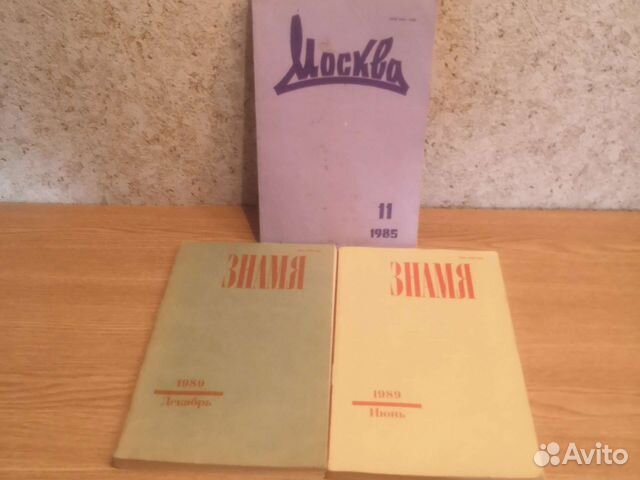 Москва
11
1985
ЗНАМЯ
1989
Декабрь
ЗНАМЯ
1989
Июнь
Avito